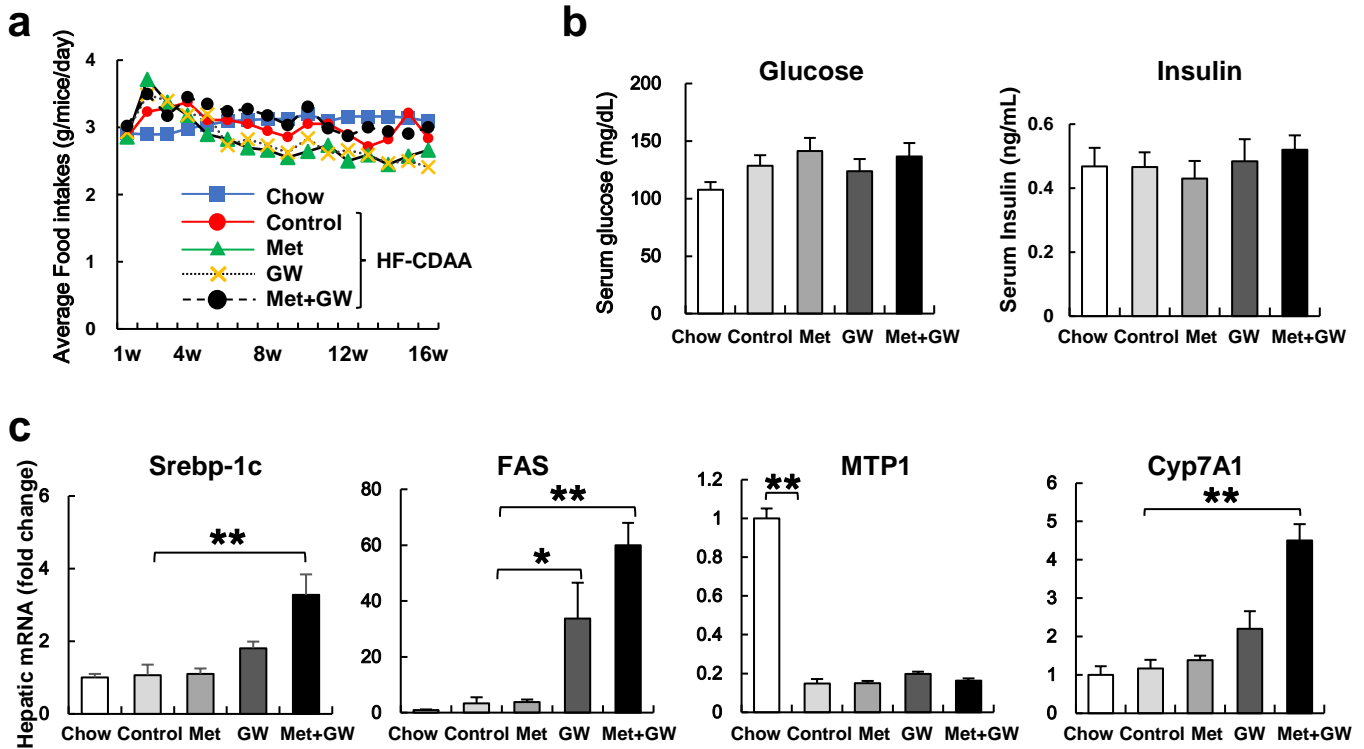 a
Average Food intakes (g/mice/day)
4
3
2
1
0
1w 4w 8w 12w 16w
Chow
Control
Met
GW
Met+GW
HF-CDAA
b
Glucose
Serum glucose (mg/dL)
200
150
100
50
0
Chow Control Met GW Met+GW
Insulin
Serum Insulin (ng/mL)
0.6
0.4
0.2
0
Chow Control Met GW Met+GW
c
Hepatic mRNA (fold change)
Srebp-1c
6
4
2
0
**
Chow Control Met GW Met+GW
FAS
80
60
40
20
0
**
*
Chow Control Met GW Met+GW
MTP1
1.2
1
0.8
0.6
0.4
0.2
0
**
Chow Control Met GW Met+GW
Cyp7A1
6
5
4
3
2
1
0
**
Chow Control Met GW Met+GW